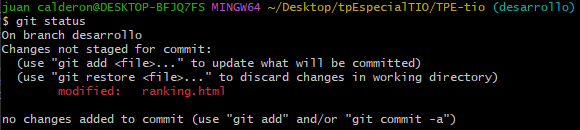 juan calderon@DESKTOP-BFJQ7FS MINGW64 ~/Desktop/tpEspecialTIO/TPE-tio (desarrollo)
$ git status
On branch desarrollo
Changes not staged for commit:
  (use "git add <file>..." to update what will be committed)
  (use "git restore <file>..." to discard changes in working directory)
        modified:   ranking.html

no changes added to commit (use "git add" and/or "git commit -a")